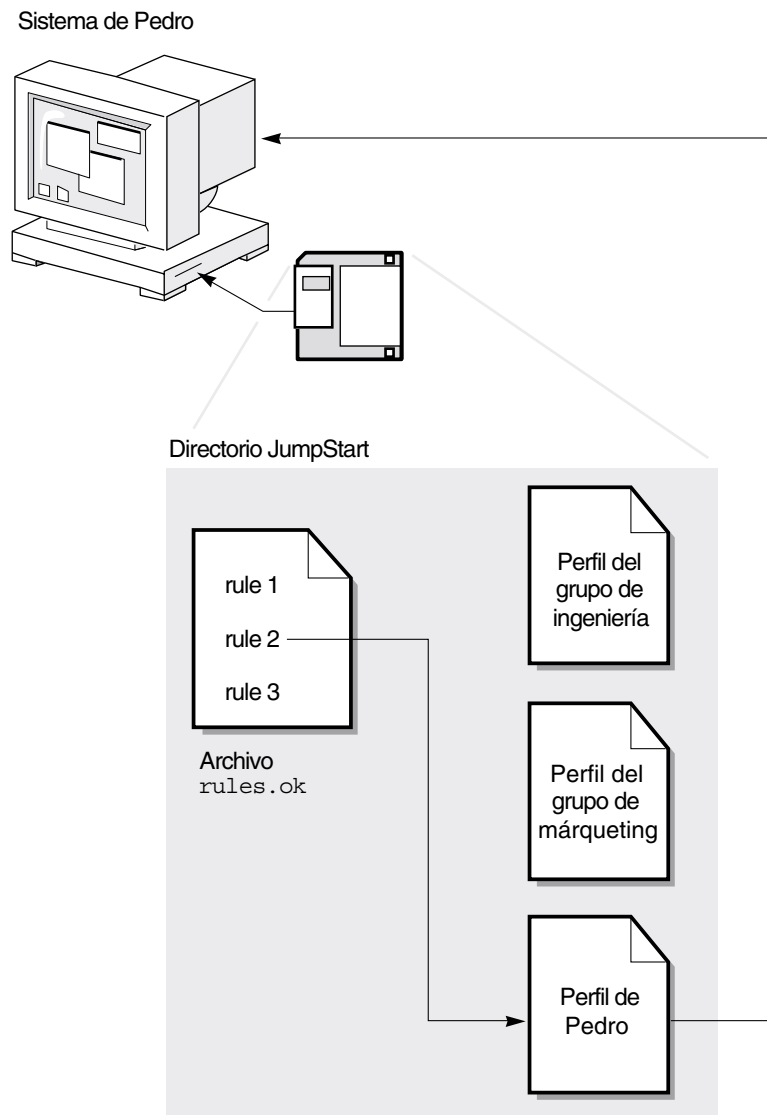 Sistema de Pedro
Directorio JumpStart
rule 1
rule 2
rule 3
Archivo
rules.ok
Perfil del
grupo de
ingeniería
Perfil del
grupo de
márqueting
Perfil de
Pedro